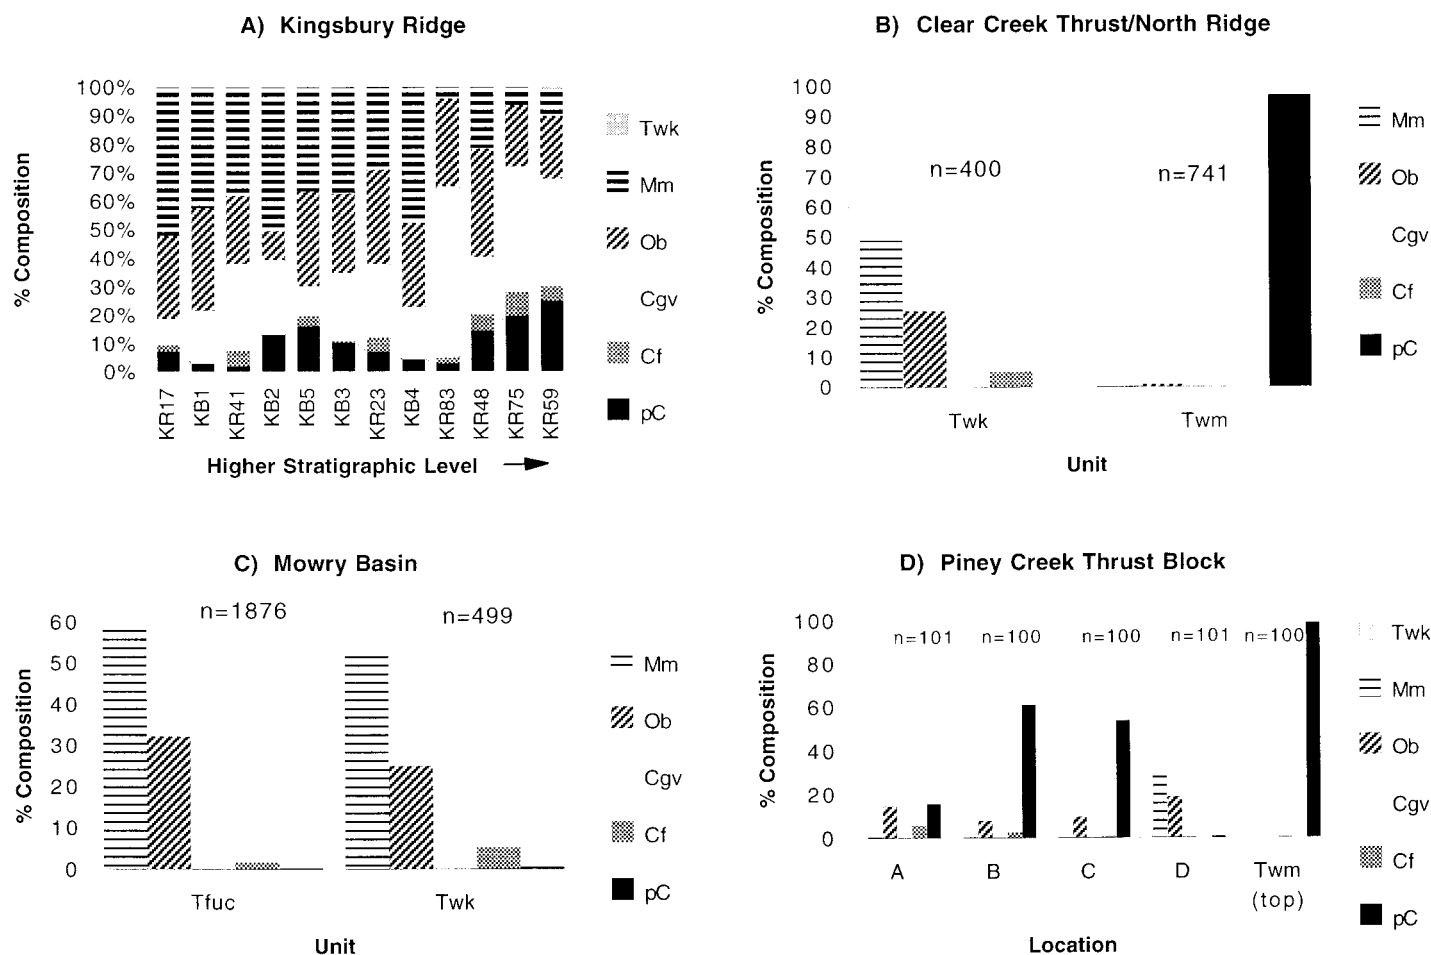 A) Kingsbury Ridge
100%
90%
80%
70%
60%
50%
40%
30%
20%
10%
0%
% Composition
KR17
KB1
KR41
KB2
KB5
KB3
KR23
KB4
KR83
KR48
KR75
KR59
Higher Stratigraphic Level
Twk
Mm
Ob
Cgv
Cf
pC
B) Clear Creek Thrust/North Ridge
100
90
80
70
60
50
40
30
20
10
0
% Composition
n=400
n=741
Twk
Twm
Unit
Mm
Ob
Cgv
Cf
pC
C) Mowry Basin
n=1876
n=499
60
50
40
30
20
10
0
% Composition
Tfuc
Twk
Unit
Mm
Ob
Cgv
Cf
pC
D) Piney Creek Thrust Block
100
80
60
40
20
0
% Composition
n=101
n=100
n=100
n=101
n=100
A
B
C
D
Twm
(top)
Location
Twk
Mm
Ob
Cgv
Cf
pC